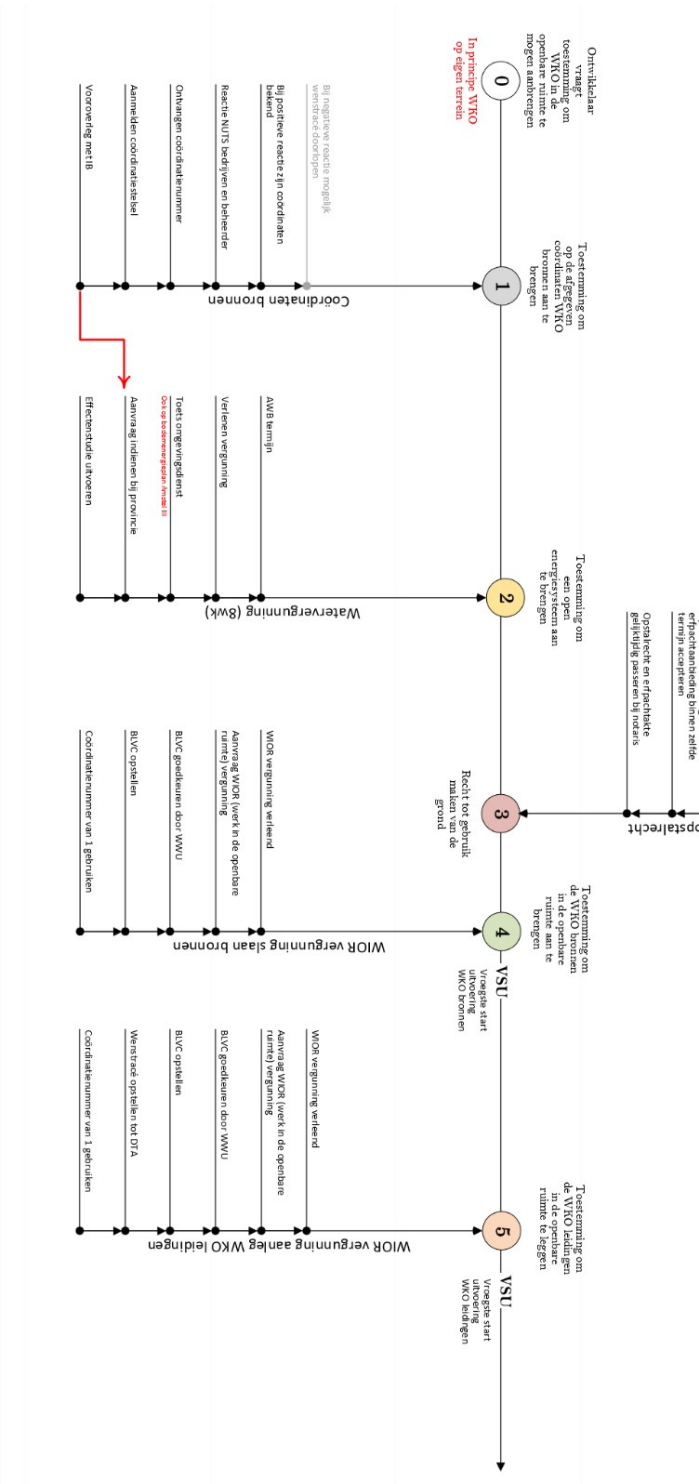 Ontwikkelaar
vraagt
toestemming om
WKO in de
openbare ruimte te
mogen aanbrengen
0
In principe WKO
op eigen terrein
Toestemming om
op de afgegeven
coördinaten WKO
bronnen aan te
brengen
1
Coördinaten bronnen
Bij negatieve reactie mogelijk
wenstracé doorlopen
Bij positieve reactie zijn coördinaten
bekend
Reactie NUTS bedrijven en beheerder
Ontvangen coördinatienummer
Aanmelden coördinatiestelsel
Vooroverleg met IB
Toestemming om
een open
energiesysteem aan
te brengen
2
Watervergunning (8wk)
AWB termijn
Verlenen vergunning
Toets omgevingsdienst
Ook op bodemenergieplan Amstel III
Aanvraag indienen bij provincie
Effectenstudie uitvoeren
erfpachtaanbieding binnen zelfde
termijn accepteren
Opstalrecht en erfpachtakte
gelijktijdig passeren bij notaris
opstalrecht
3
Recht tot gebruik
maken van de
grond
Toestemming om
de WKO bronnen
in de openbare
ruimte aan te
brengen
4
VSU
Vroegste start
uitvoering
WKO bronnen
WIOR vergunning slaan bronnen
WIOR vergunning verleend
Aanvraag WIOR (werk in de openbare
ruimte) vergunning
BLVC goedkeuren door WWU
BLVC opstellen
Coördinatienummer van 1 gebruiken
Toestemming om
de WKO leidingen
in de openbare
ruimte te leggen
5
VSU
Vroegste start
uitvoering
WKO leidingen
WIOR vergunning aanleg WKO leidingen
WIOR vergunning verleend
Aanvraag WIOR (werk in de openbare
ruimte) vergunning
BLVC goedkeuren door WWU
BLVC opstellen
Wenstracé opstellen tot DTA
Coördinatienummer van 1 gebruiken